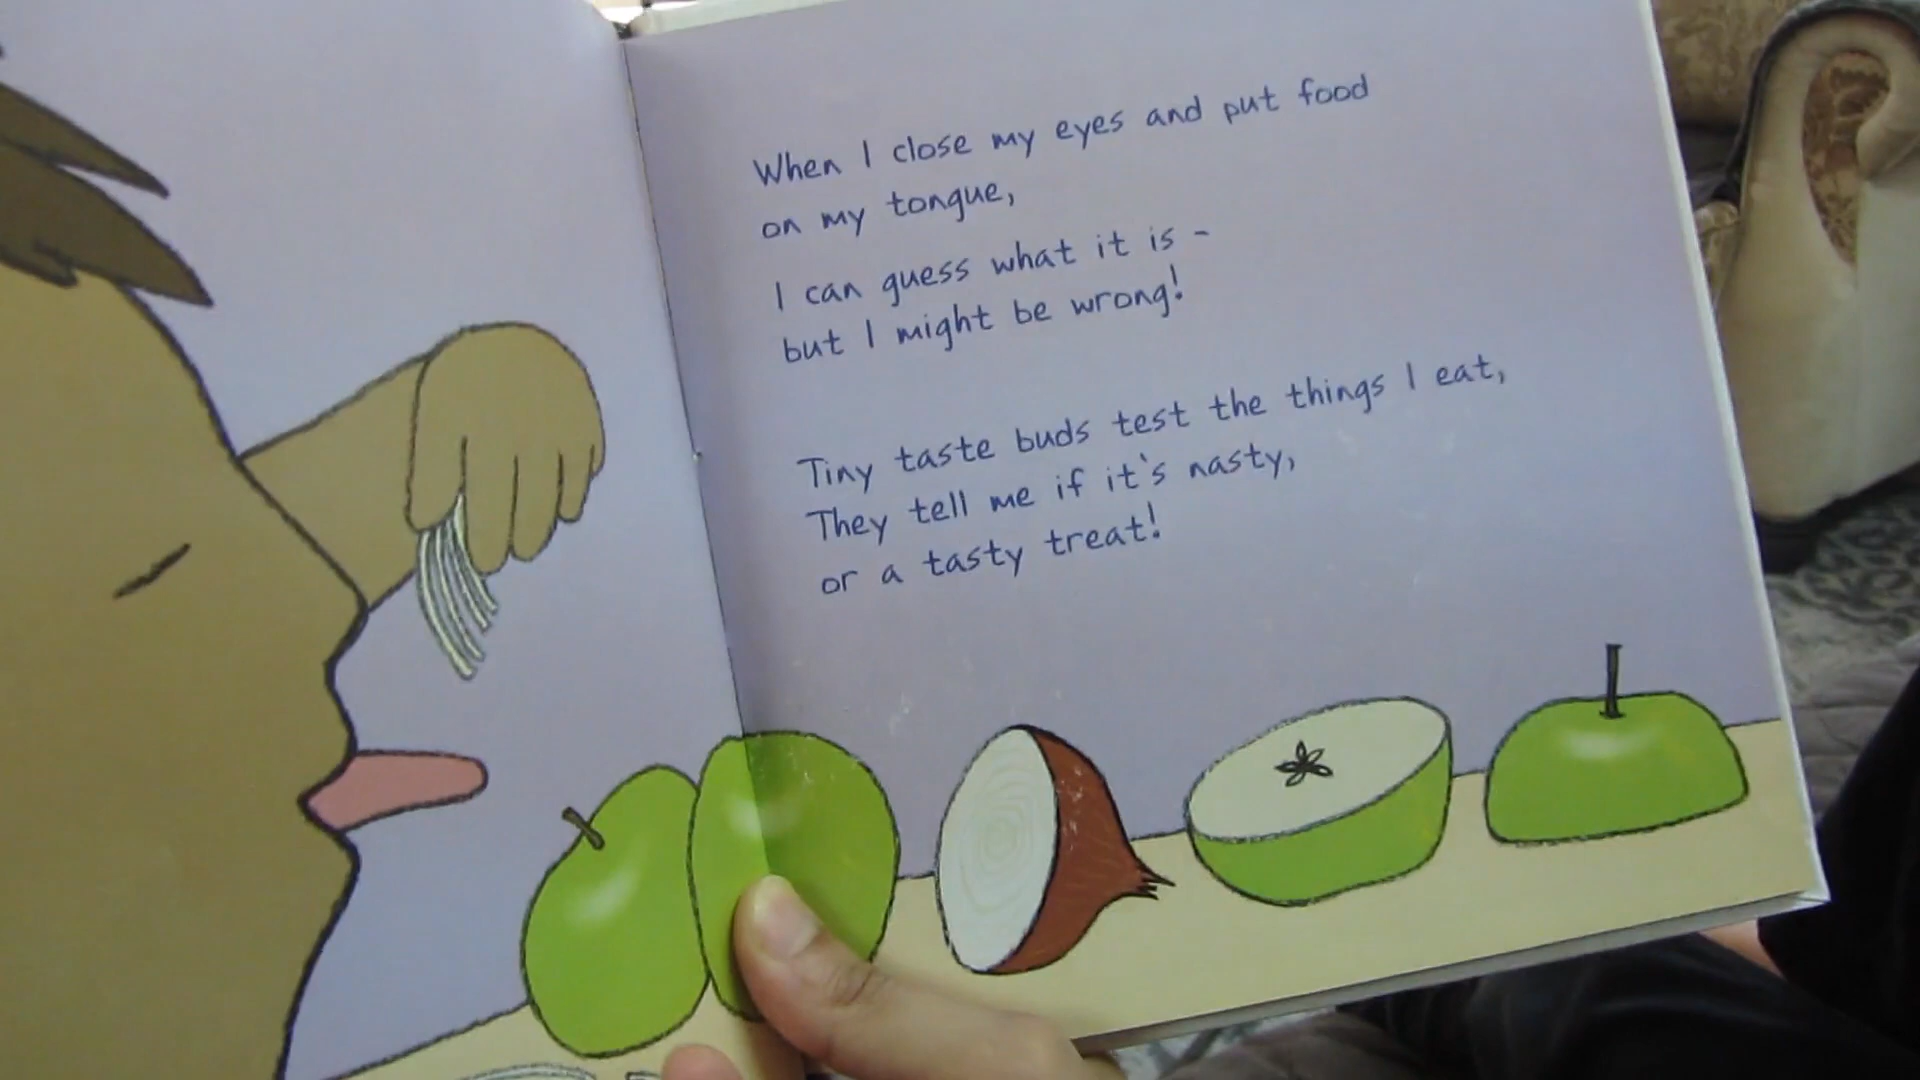 When I close my eyes and put food
on my tongue,
I can guess what it is -
but I might be wrong!
Tiny taste buds test the things I eat,
They tell me if it's nasty,
or a tasty treat!